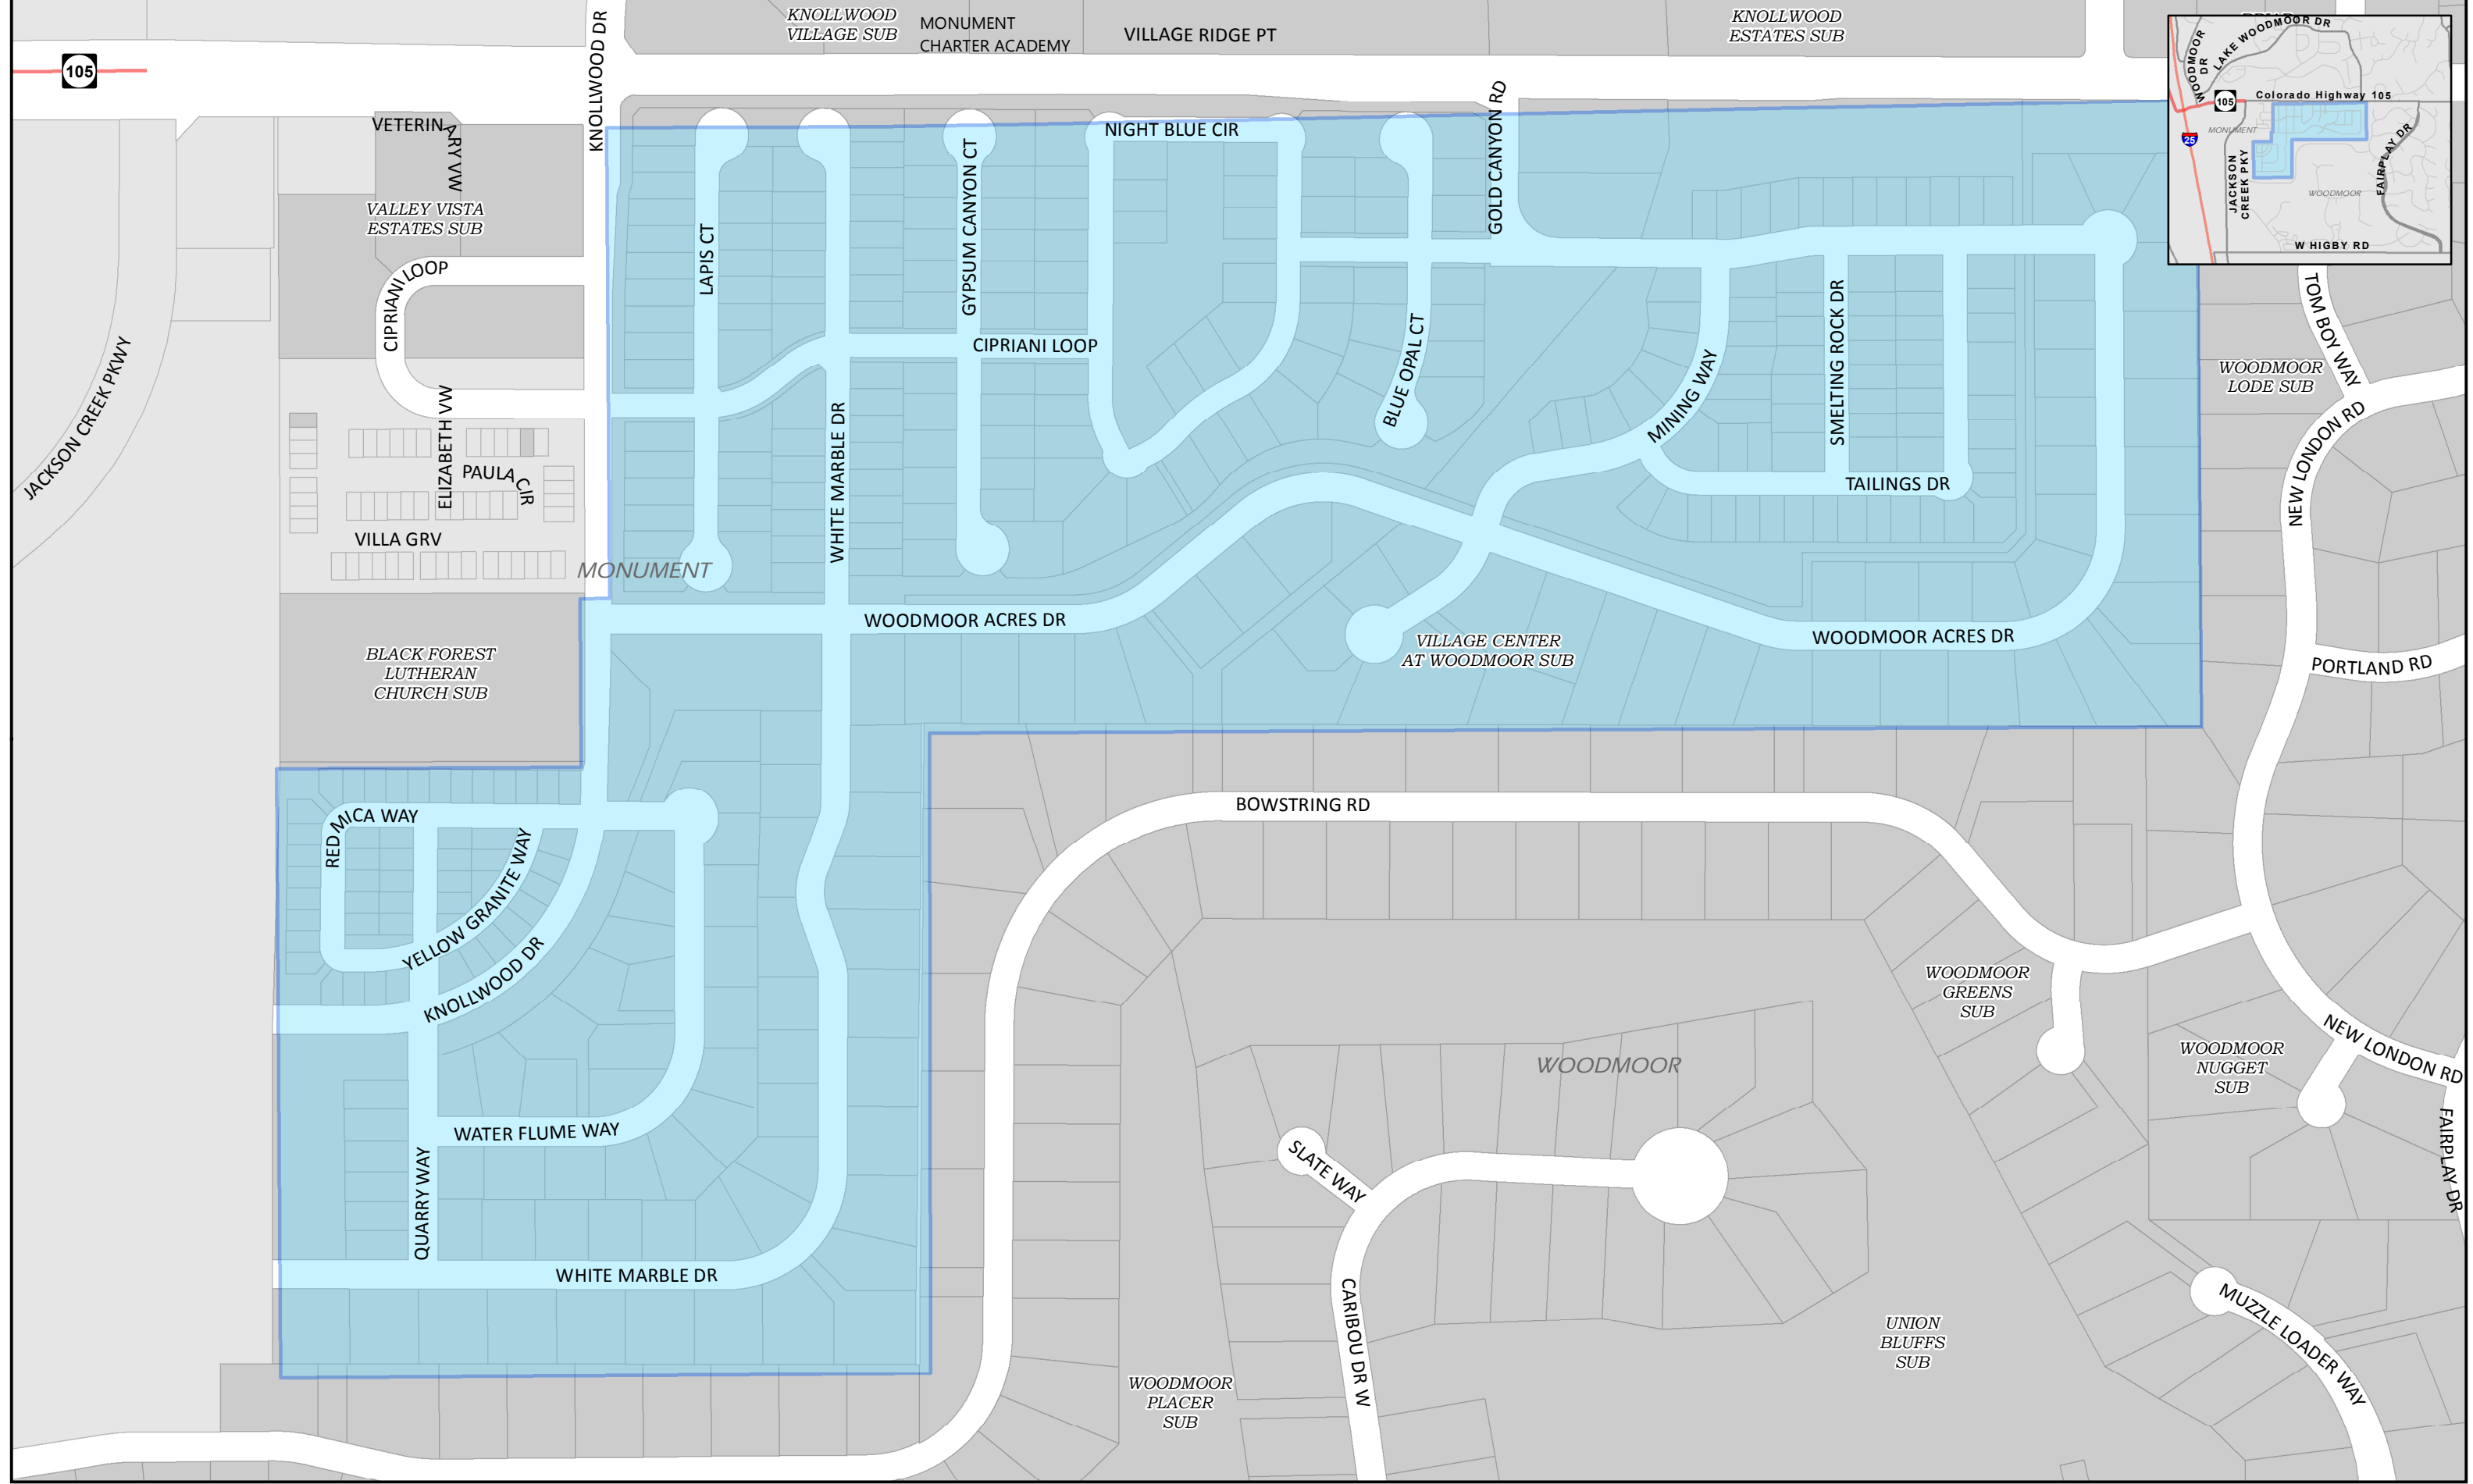 KNOLLWOOD
VILLAGE SUB
MONUMENT
CHARTER ACADEMY
VILLAGE RIDGE PT
KNOLLWOOD
ESTATES SUB
105
KNOLLWOOD DR
WOODMOOR
DR
LAKE WOODMOOR DR
WOODMOOR
105
Colorado Highway 105
MONUMENT
25
JACKSON
CREEK PKY
FAIRPLAY DR
WOODMOOR
W HIGBY RD
VETERINARY VW
NIGHT BLUE CIR
GOLD CANYON RD
VALLEY VISTA
ESTATES SUB
LAPIS CT
GYPSUM CANYON CT
CIPRIANI LOOP
CIPRIANI LOOP
BLUE OPAL CT
MINING WAY
SMELTING ROCK DR
TOM BOY WAY
WOODMOOR
LODE SUB
NEW LONDON RD
JACKSON CREEK PKWY
ELIZABETH VW
PAULA CIR
WHITE MARBLE DR
TAILINGS DR
VILLA GRV
MONUMENT
WOODMOOR ACRES DR
WOODMOOR ACRES DR
VILLAGE CENTER
AT WOODMOOR SUB
BLACK FOREST
LUTHERAN
CHURCH SUB
PORTLAND RD
BOWSTRING RD
RED MICA WAY
YELLOW GRANITE WAY
KNOLLWOOD DR
WOODMOOR
GREENS
SUB
WOODMOOR
NEW LONDON RD
WOODMOOR
NUGGET
SUB
FAIRPLAY DR
WATER FLUME WAY
QUARRY WAY
SLATE WAY
WHITE MARBLE DR
CARIBOU DR W
UNION
BLUFFS
SUB
MUZZLE LOADER WAY
WOODMOOR
PLACER
SUB